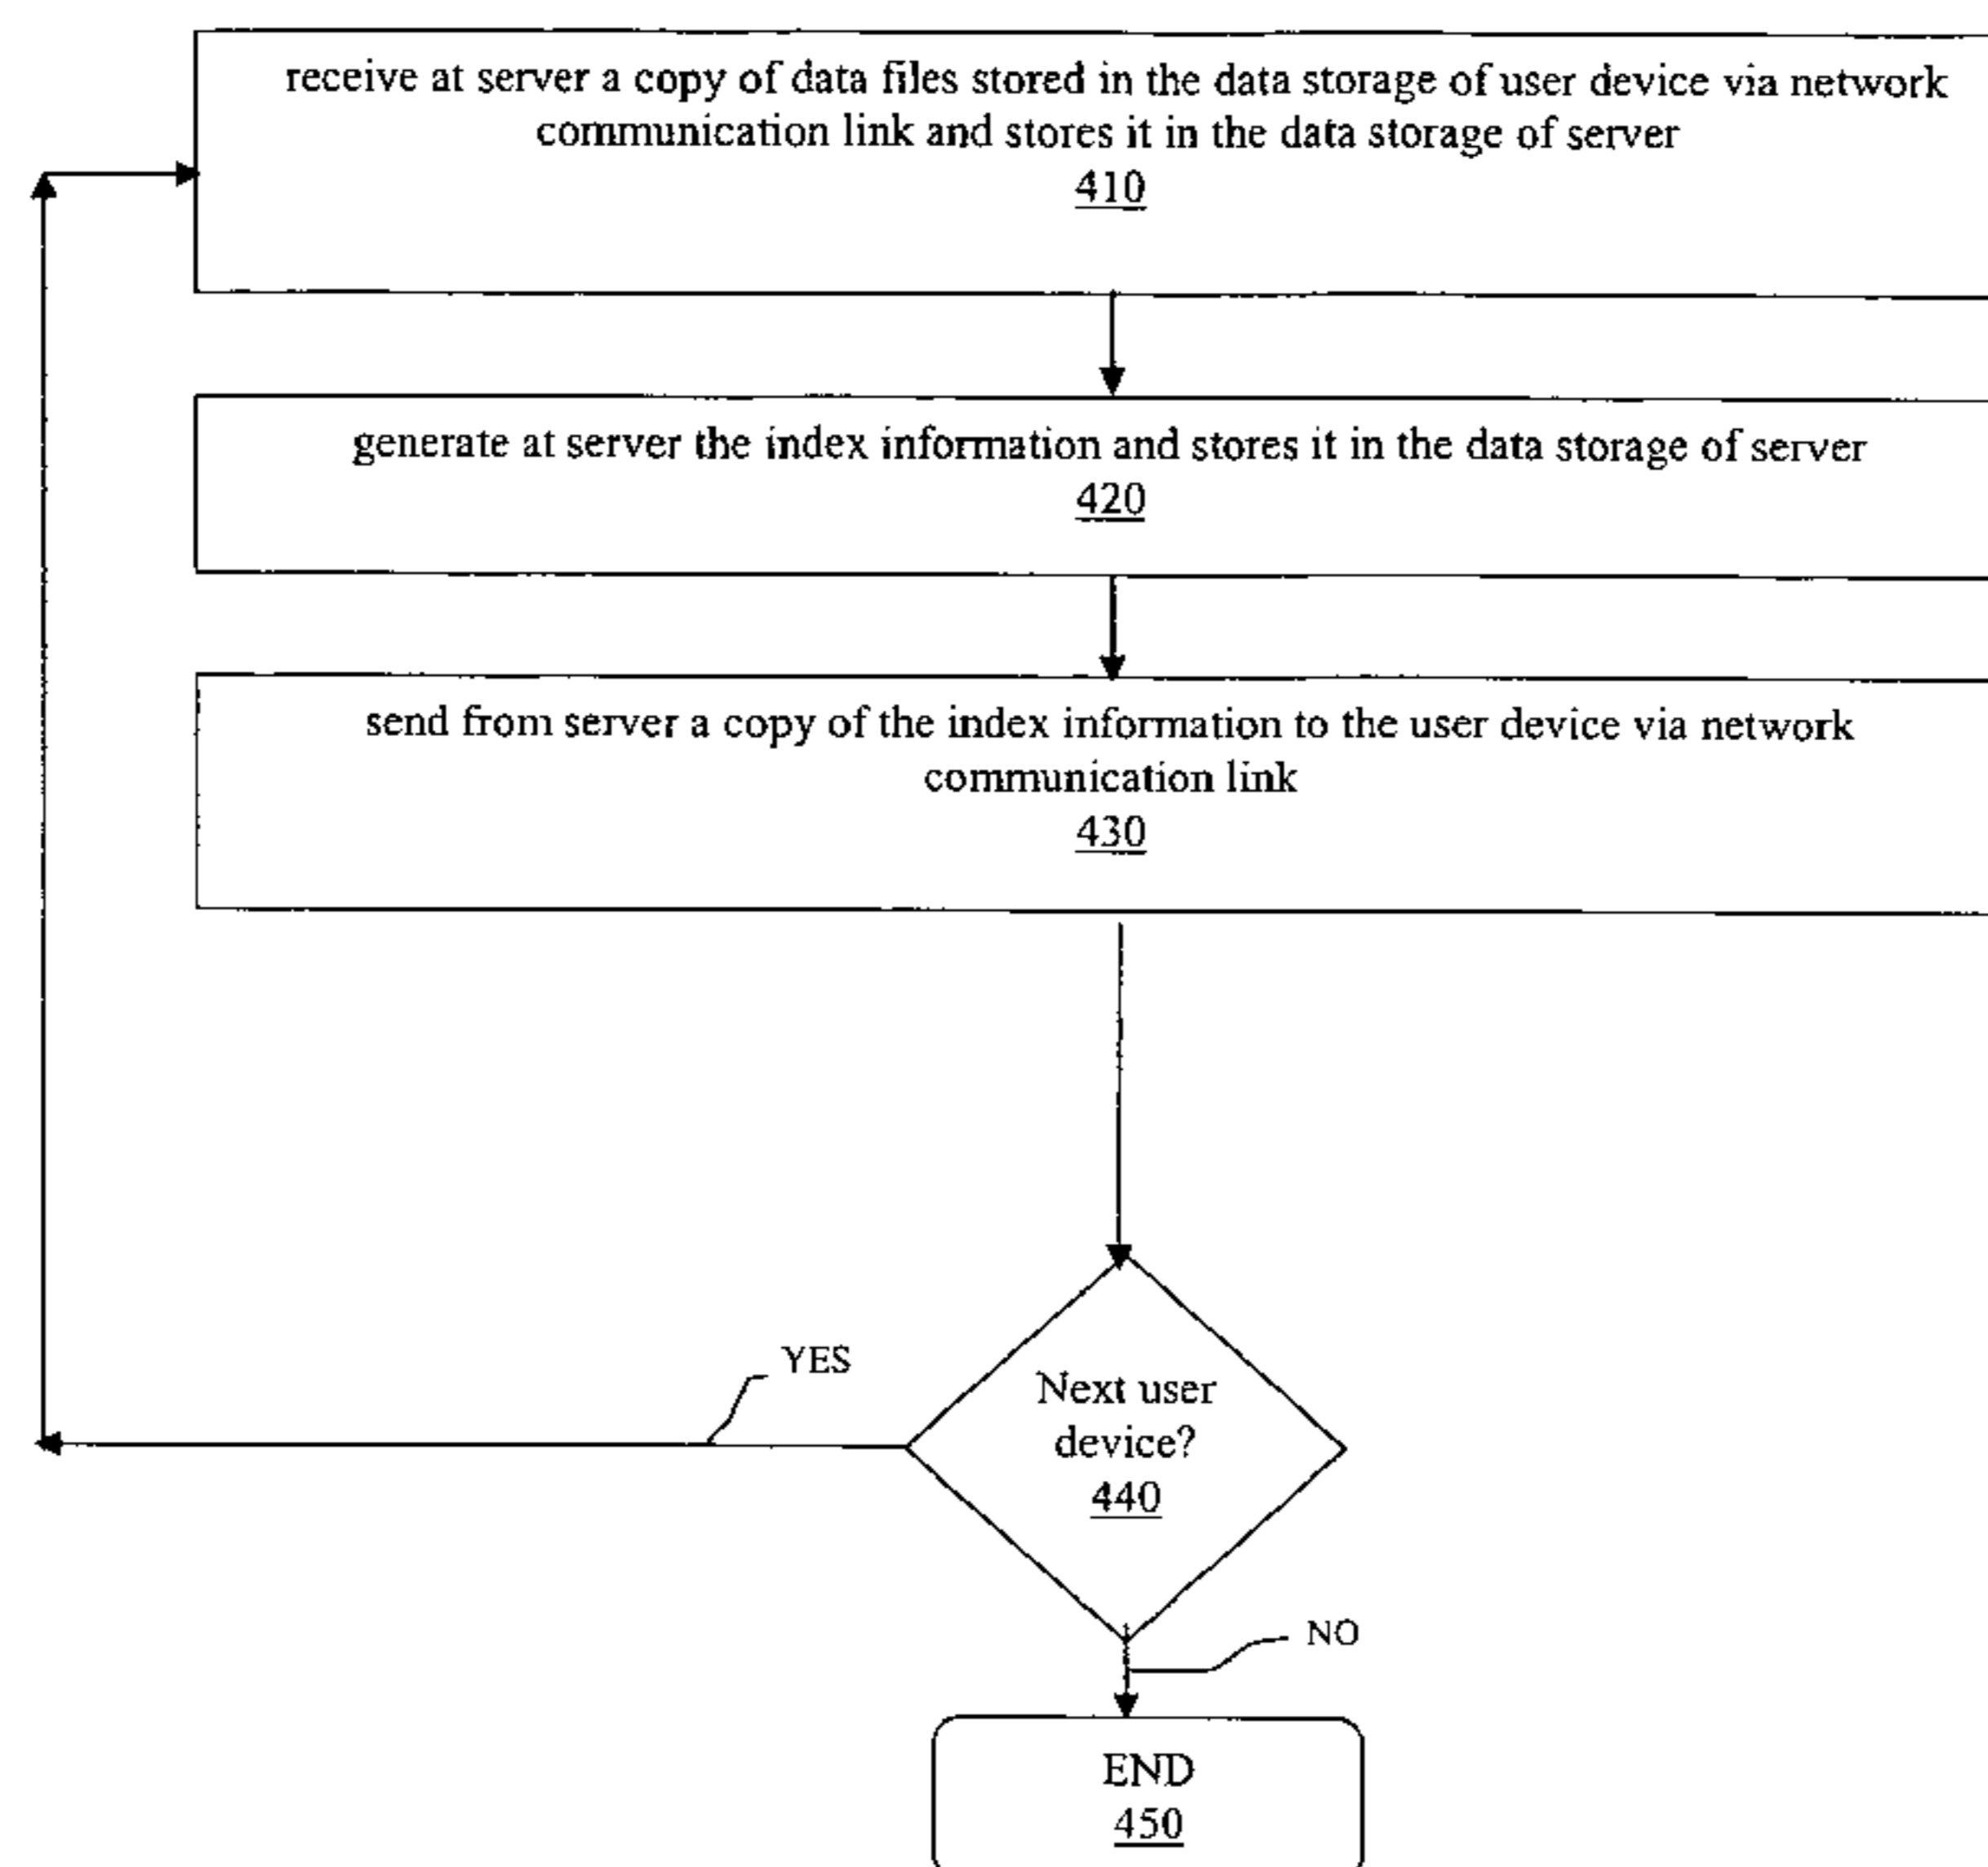 receive at server a copy of data files stored in the data storage of user device via network
communication link and stores it in the data storage of server
410
generate at server the index information and stores it in the data storage of server
420
send from server a copy of the index information to the user device via network
communication link
430
YES
Next user
device?
440
NO
END
450